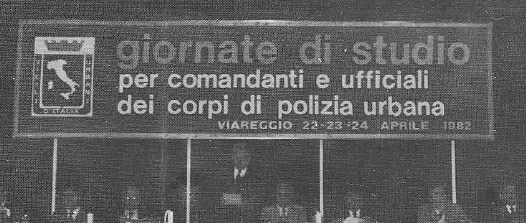 giornate di studio
per comandanti e ufficiali
dei corpi di polizia urbana
VIAREGGIO 22-23-24 APRILE 1982
D'ITALIA